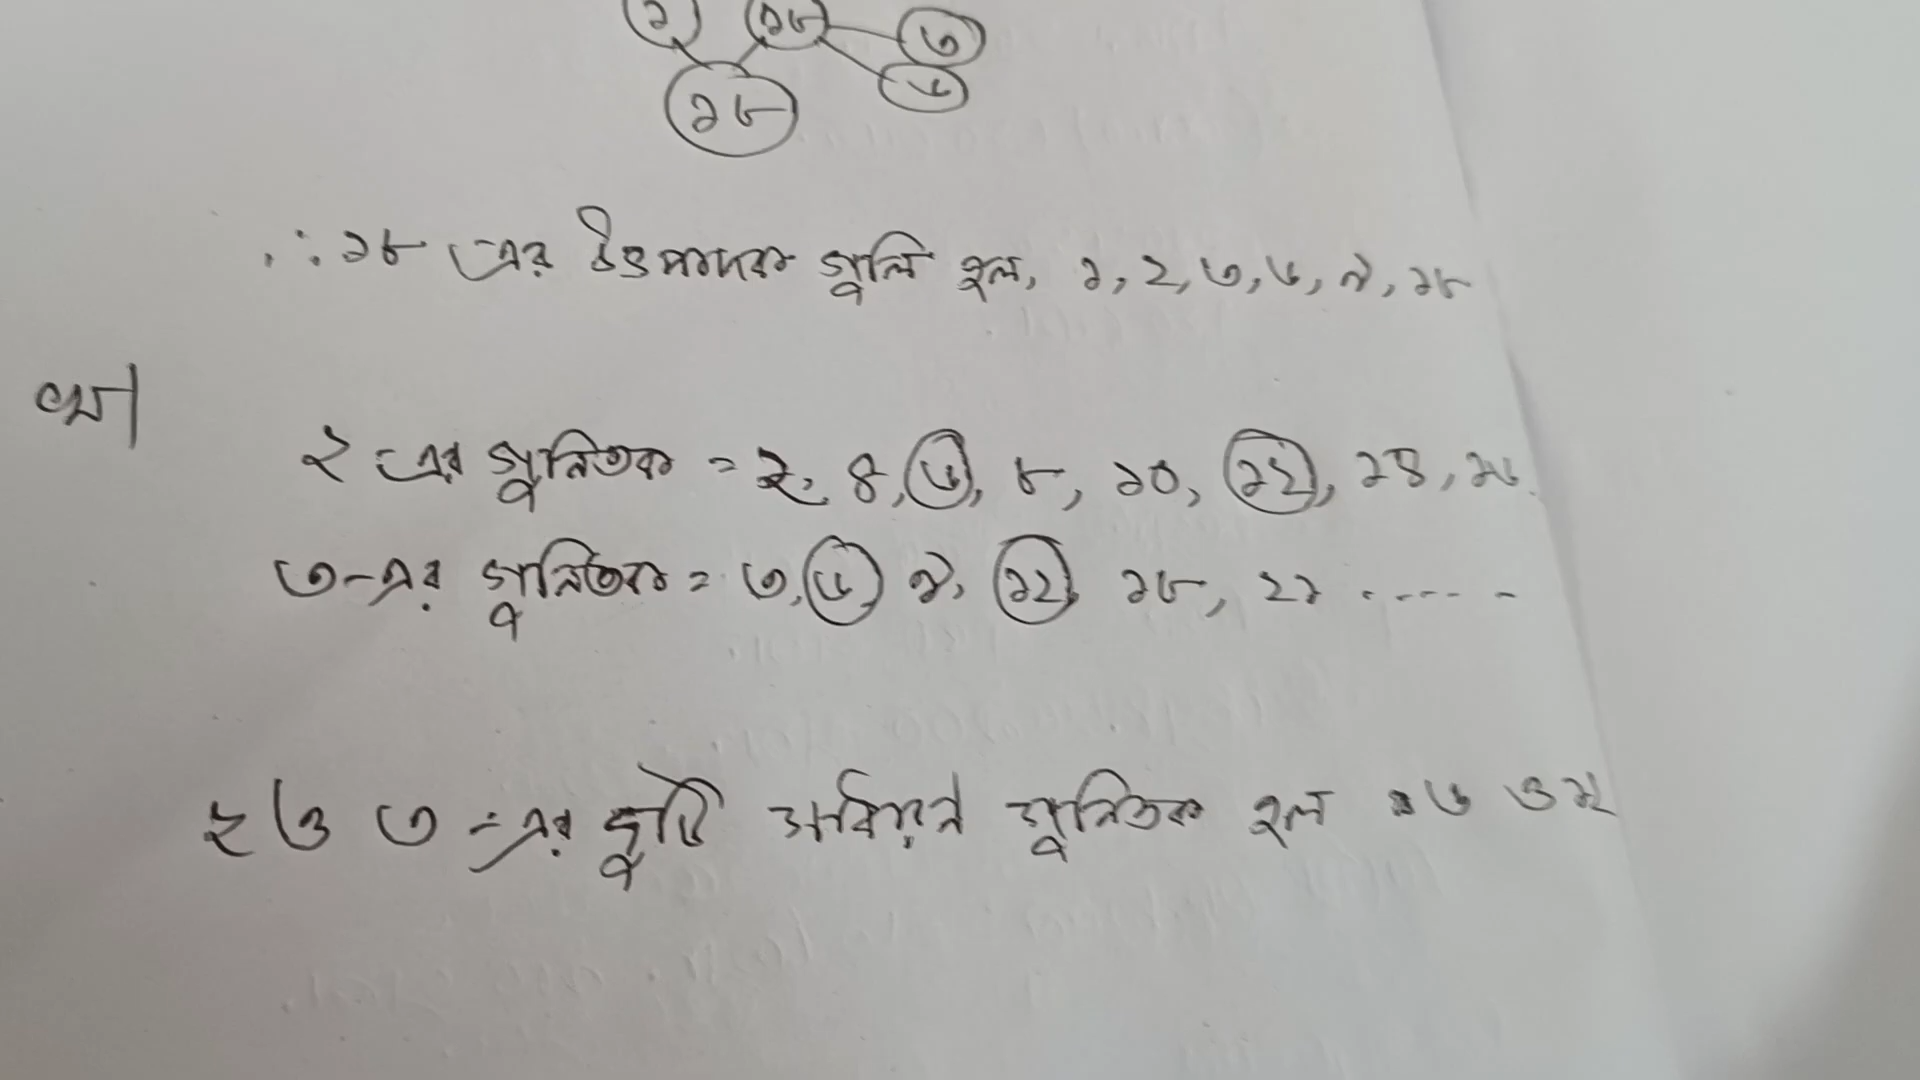 ১ ১৮ ৩
৬
১৮
∴ ১৮ এর উৎপাদক গুলি হল, ১, ২, ৩, ৬, ৯, ১৮
খ|
২-এর গুনিতক = ২, ৪, ৬, ৮, ১০, ১২, ১৪, ১৬
৩-এর গুনিতক = ৩, ৬, ৯, ১২, ১৮, ২১ ......
২ ও ৩ -এর দুটি সাধারণ গুনিতক হল ৬ ও ১২